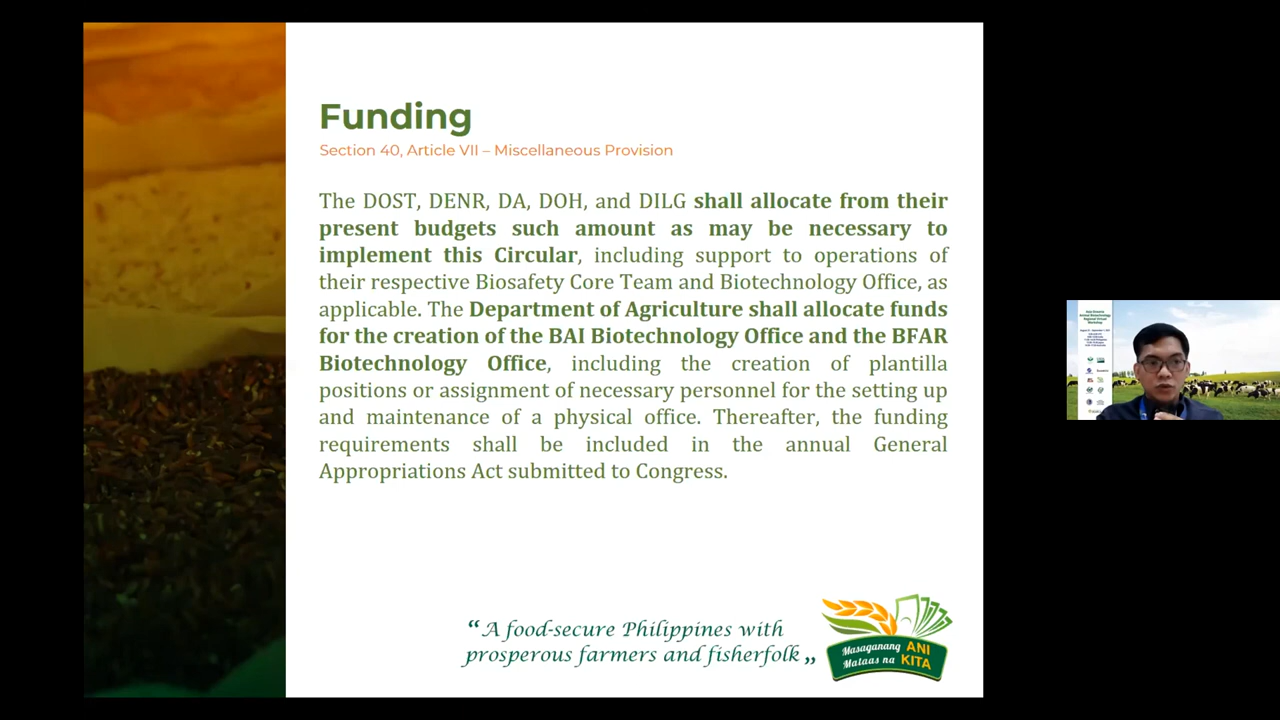 Funding
Section 40, Article VII – Miscellaneous Provision
The DOST, DENR, DA, DOH, and DILG shall allocate from their
present budgets such amount as may be necessary to
implement this Circular, including support to operations of
their respective Biosafety Core Team and Biotechnology Office, as
applicable. The Department of Agriculture shall allocate funds
for the creation of the BAI Biotechnology Office and the BFAR
Biotechnology Office, including the creation of plantilla
positions or assignment of necessary personnel for the setting up
and maintenance of a physical office. Thereafter, the funding
requirements shall be included in the annual General
Appropriations Act submitted to Congress.
“A food-secure Philippines with
prosperous farmers and fisherfolk„
Masaganang ANI
Mataas na KITA
Animal Biotechnology
Regional Virtual
Workshop